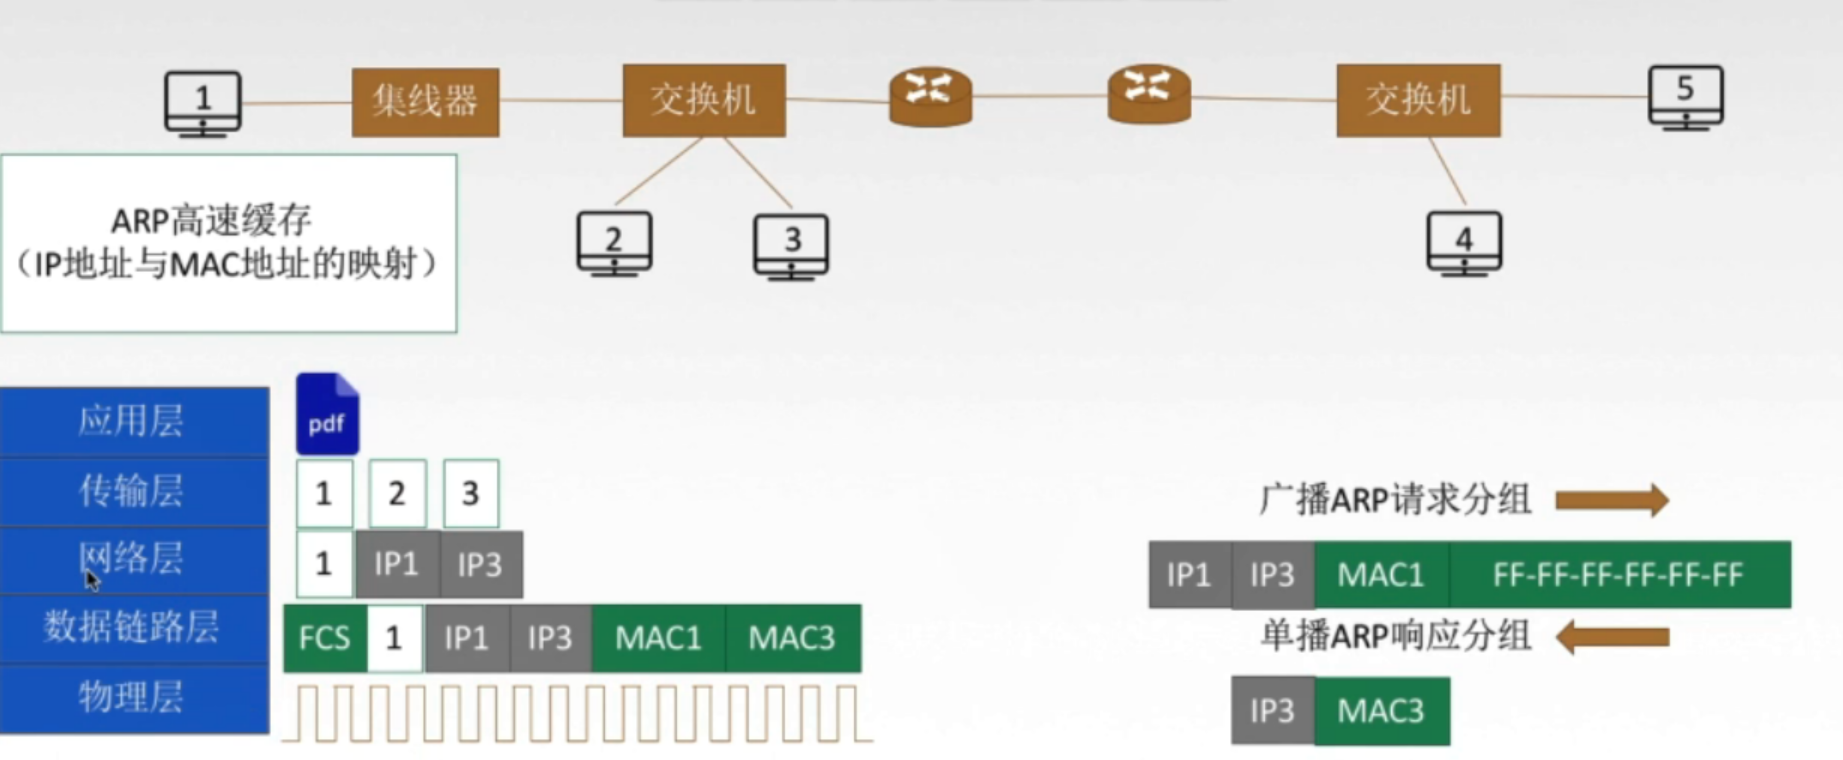 1
集线器
交换机
交换机
5
2
3
4
ARP高速缓存
（IP地址与MAC地址的映射）
应用层
pdf
传输层
1 2 3
网络层
1 IP1 IP3
数据链路层
FCS 1 IP1 IP3 MAC1 MAC3
物理层
广播ARP请求分组
IP1 IP3 MAC1 FF-FF-FF-FF-FF-FF
单播ARP响应分组
IP3 MAC3